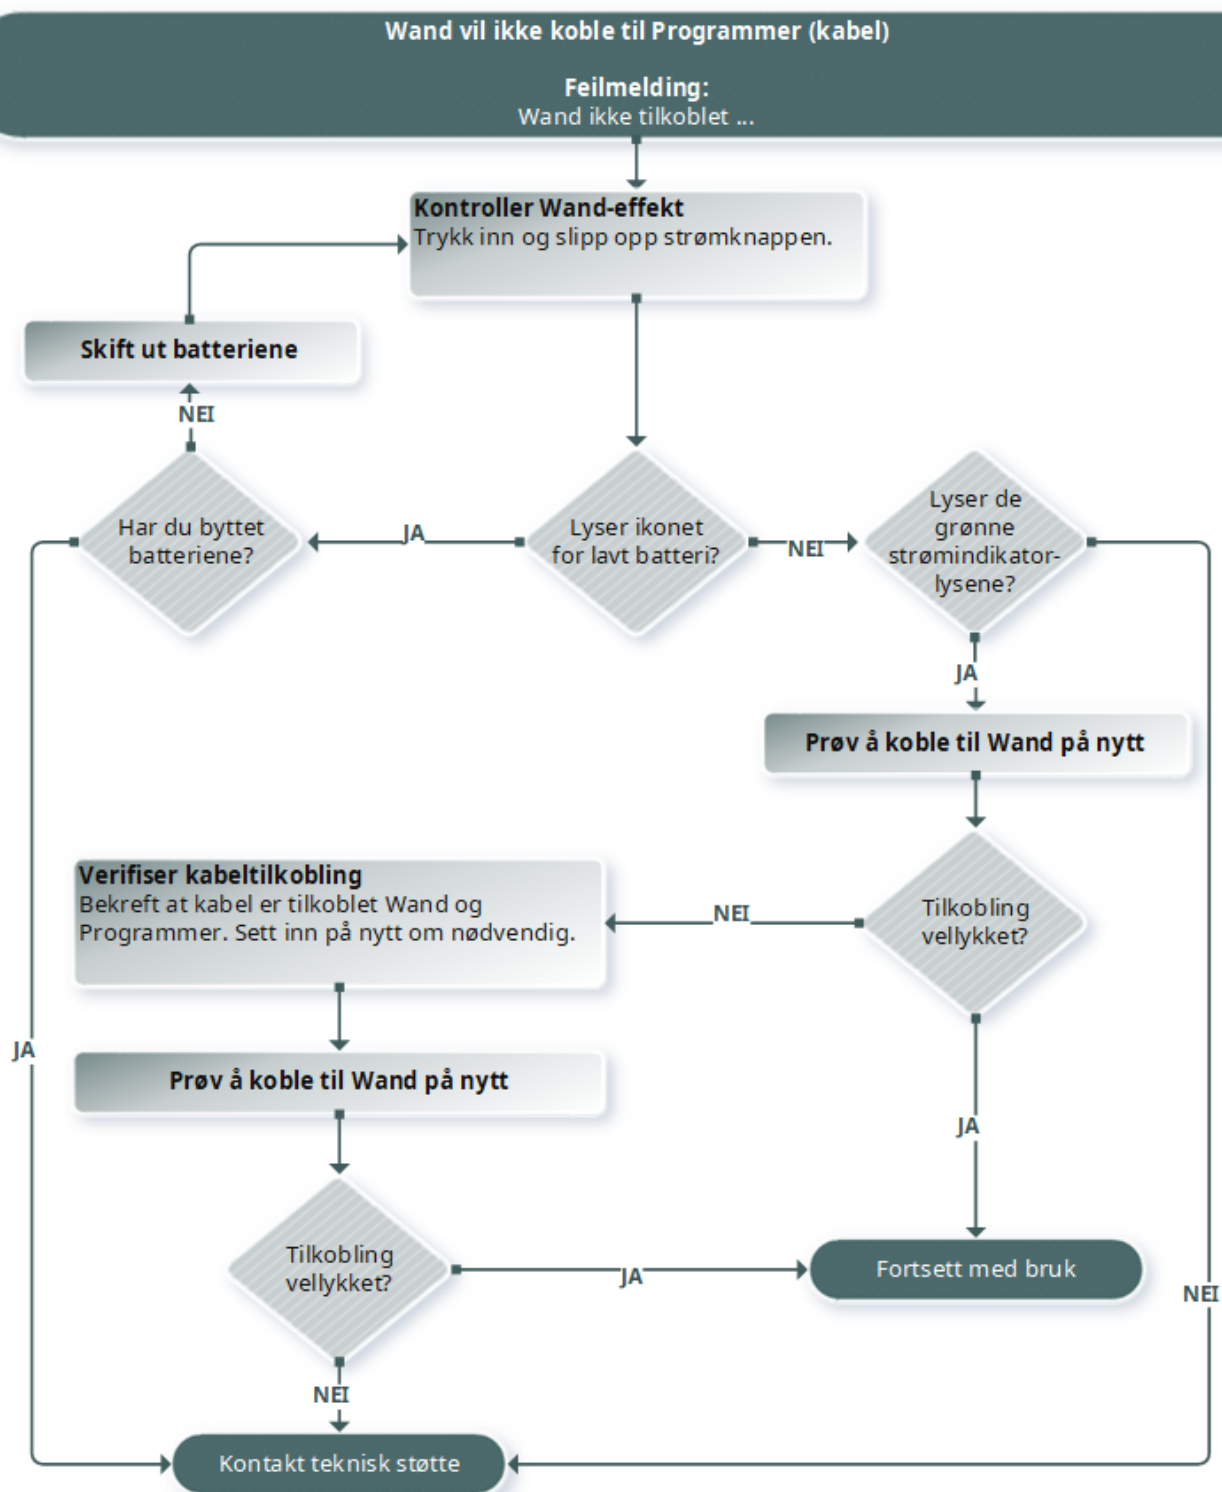 Wand vil ikke koble til Programmer (kabel)
Feilmelding:
Wand ikke tilkoblet ...
Kontroller Wand-effekt
Trykk inn og slipp opp strømknappen.
Skift ut batteriene
NEI
Har du byttet
batteriene?
JA
Lyser ikonet
for lavt batteri?
NEI
Lyser de
grønne
strømindikator-
lysene?
JA
Prøv å koble til Wand på nytt
Verifiser kabeltilkobling
Bekreft at kabel er tilkoblet Wand og
Programmer. Sett inn på nytt om nødvendig.
NEI
Tilkobling
vellykket?
JA
Prøv å koble til Wand på nytt
JA
Tilkobling
vellykket?
JA
Fortsett med bruk
NEI
NEI
Kontakt teknisk støtte